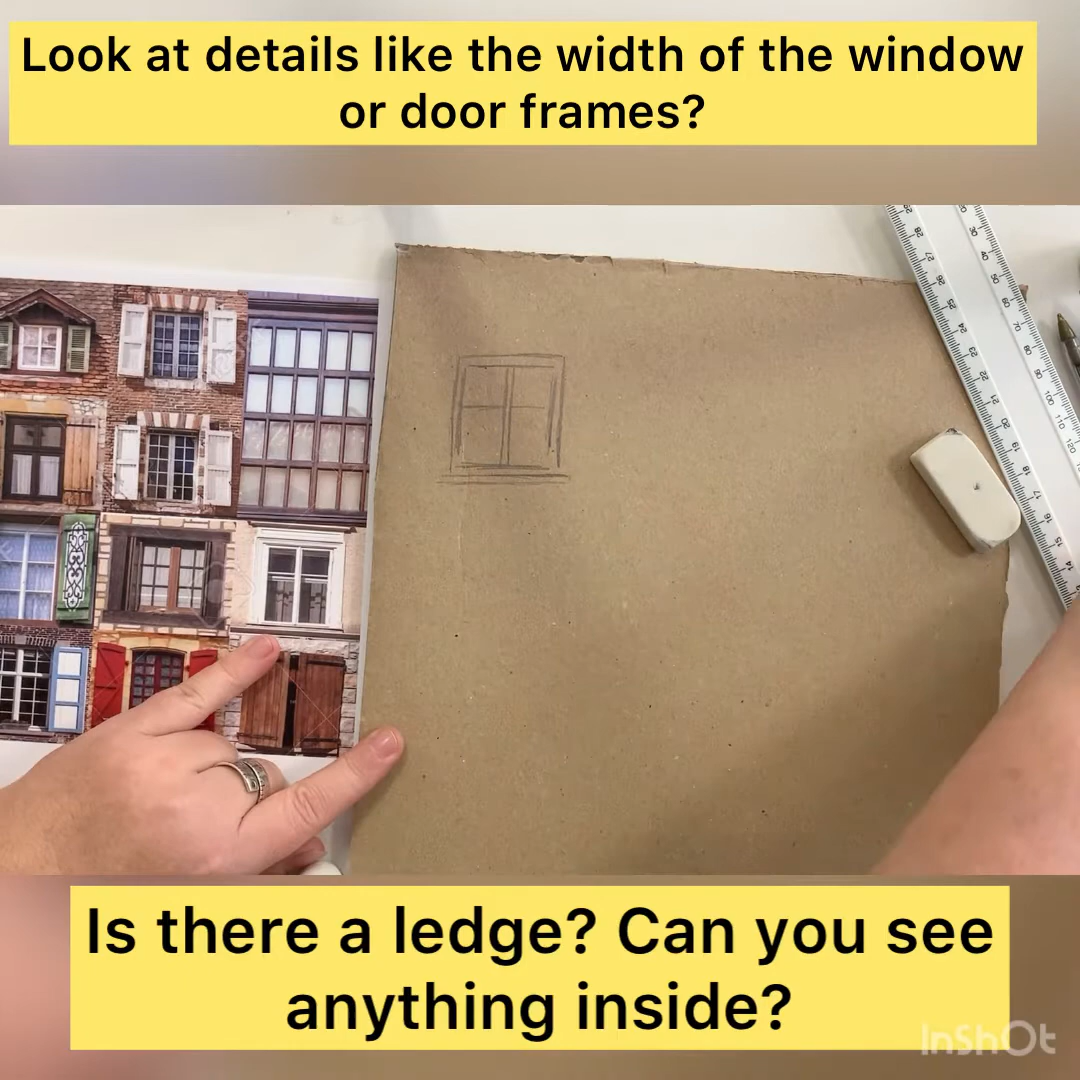 Look at details like the width of the window
or door frames?
Is there a ledge? Can you see
anything inside?
InShOt